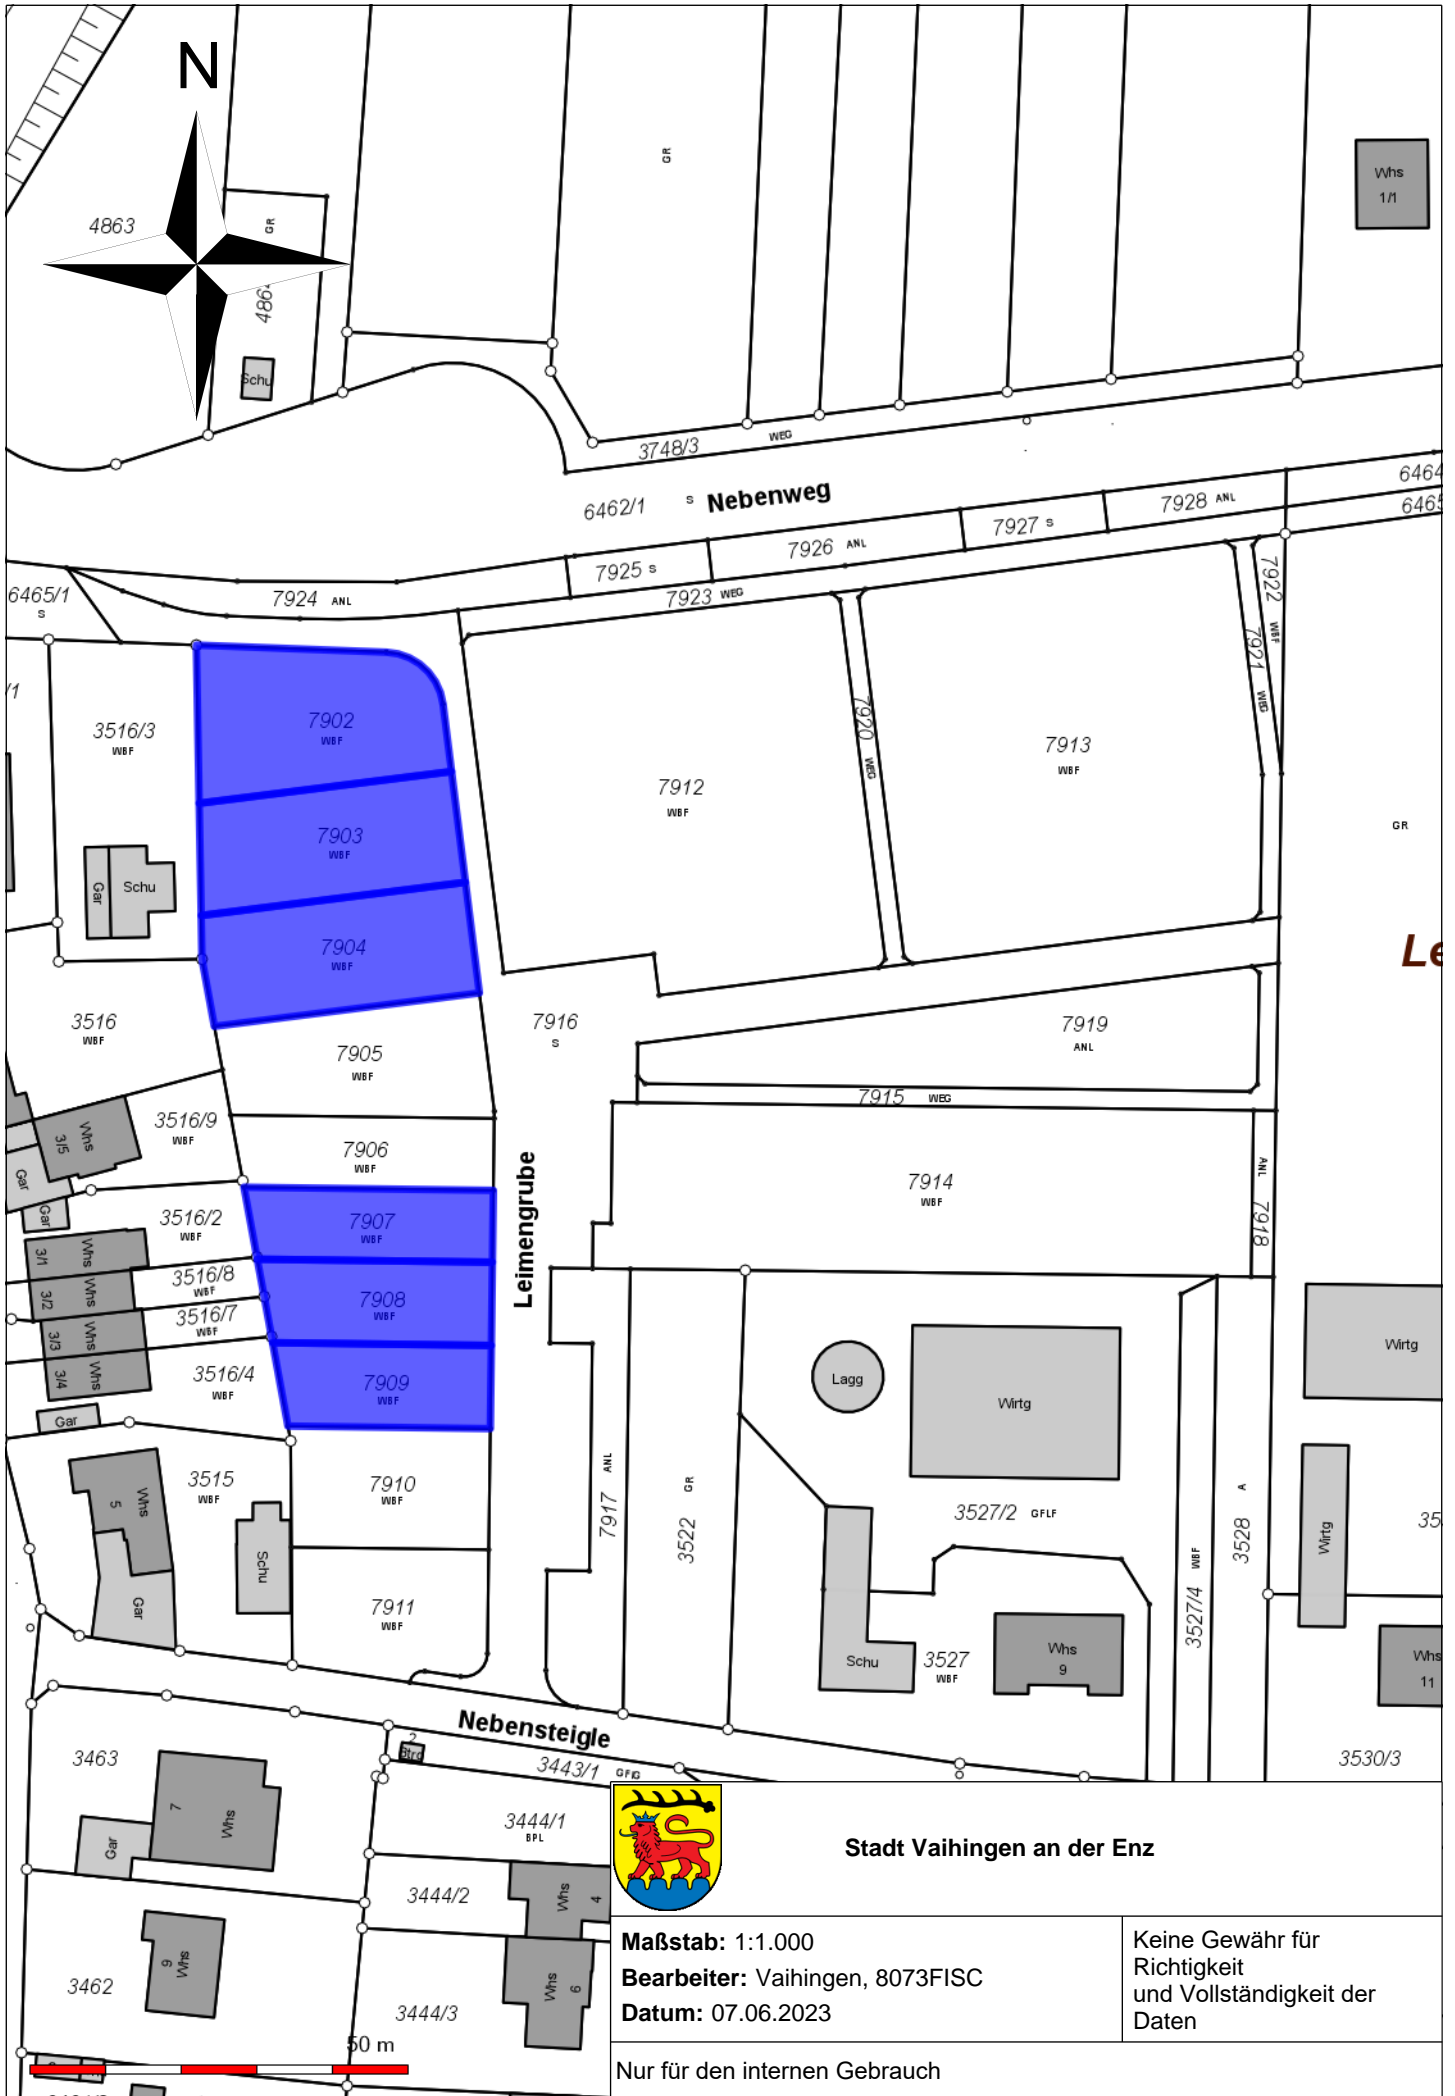 N
4863
GR
GR
Whs
1/1
Schu
3748/3 WEG
6462/1 S Nebenweg
7928 ANL
7927 S
7926 ANL
7925 S
7924 ANL
7923 WEG
6465/1
S
7922
WBF
7921
WEG
7920
WEG
3516/3
WBF
7902
WBF
7903
WBF
7904
WBF
7912
WBF
7913
WBF
GR
Gar
Schu
3516
WBF
7905
WBF
7916
S
7919
ANL
7915 WEG
3516/9
WBF
7906
WBF
Whs
3/5
Gar
Gar
7914
WBF
ANL
7918
Leimengrube
3516/2
WBF
7907
WBF
3/1
Whs
3516/8
WBF
3/2
Whs
7908
WBF
3516/7
WBF
3/3
Whs
3516/4
WBF
3/4
Whs
7909
WBF
Gar
Lagg
Wirtg
Wirtg
3515
WBF
7910
WBF
Whs
5
Gar
Schu
7911
WBF
ANL
7917
GR
3522
3527/2 GFLF
A
3528
WBF
3527/4
Wirtg
Schu
3527
WBF
Whs
9
Whs
11
Nebensteigle
2
3443/1 GFIG
3530/3
3463
7
Whs
Gar
3444/1
BPL
3444/2
Whs
4
3462
9
Whs
3444/3
Whs
6
50 m
Stadt Vaihingen an der Enz
Maßstab: 1:1.000
Bearbeiter: Vaihingen, 8073FISC
Datum: 07.06.2023
Keine Gewähr für
Richtigkeit
und Vollständigkeit der
Daten
Nur für den internen Gebrauch